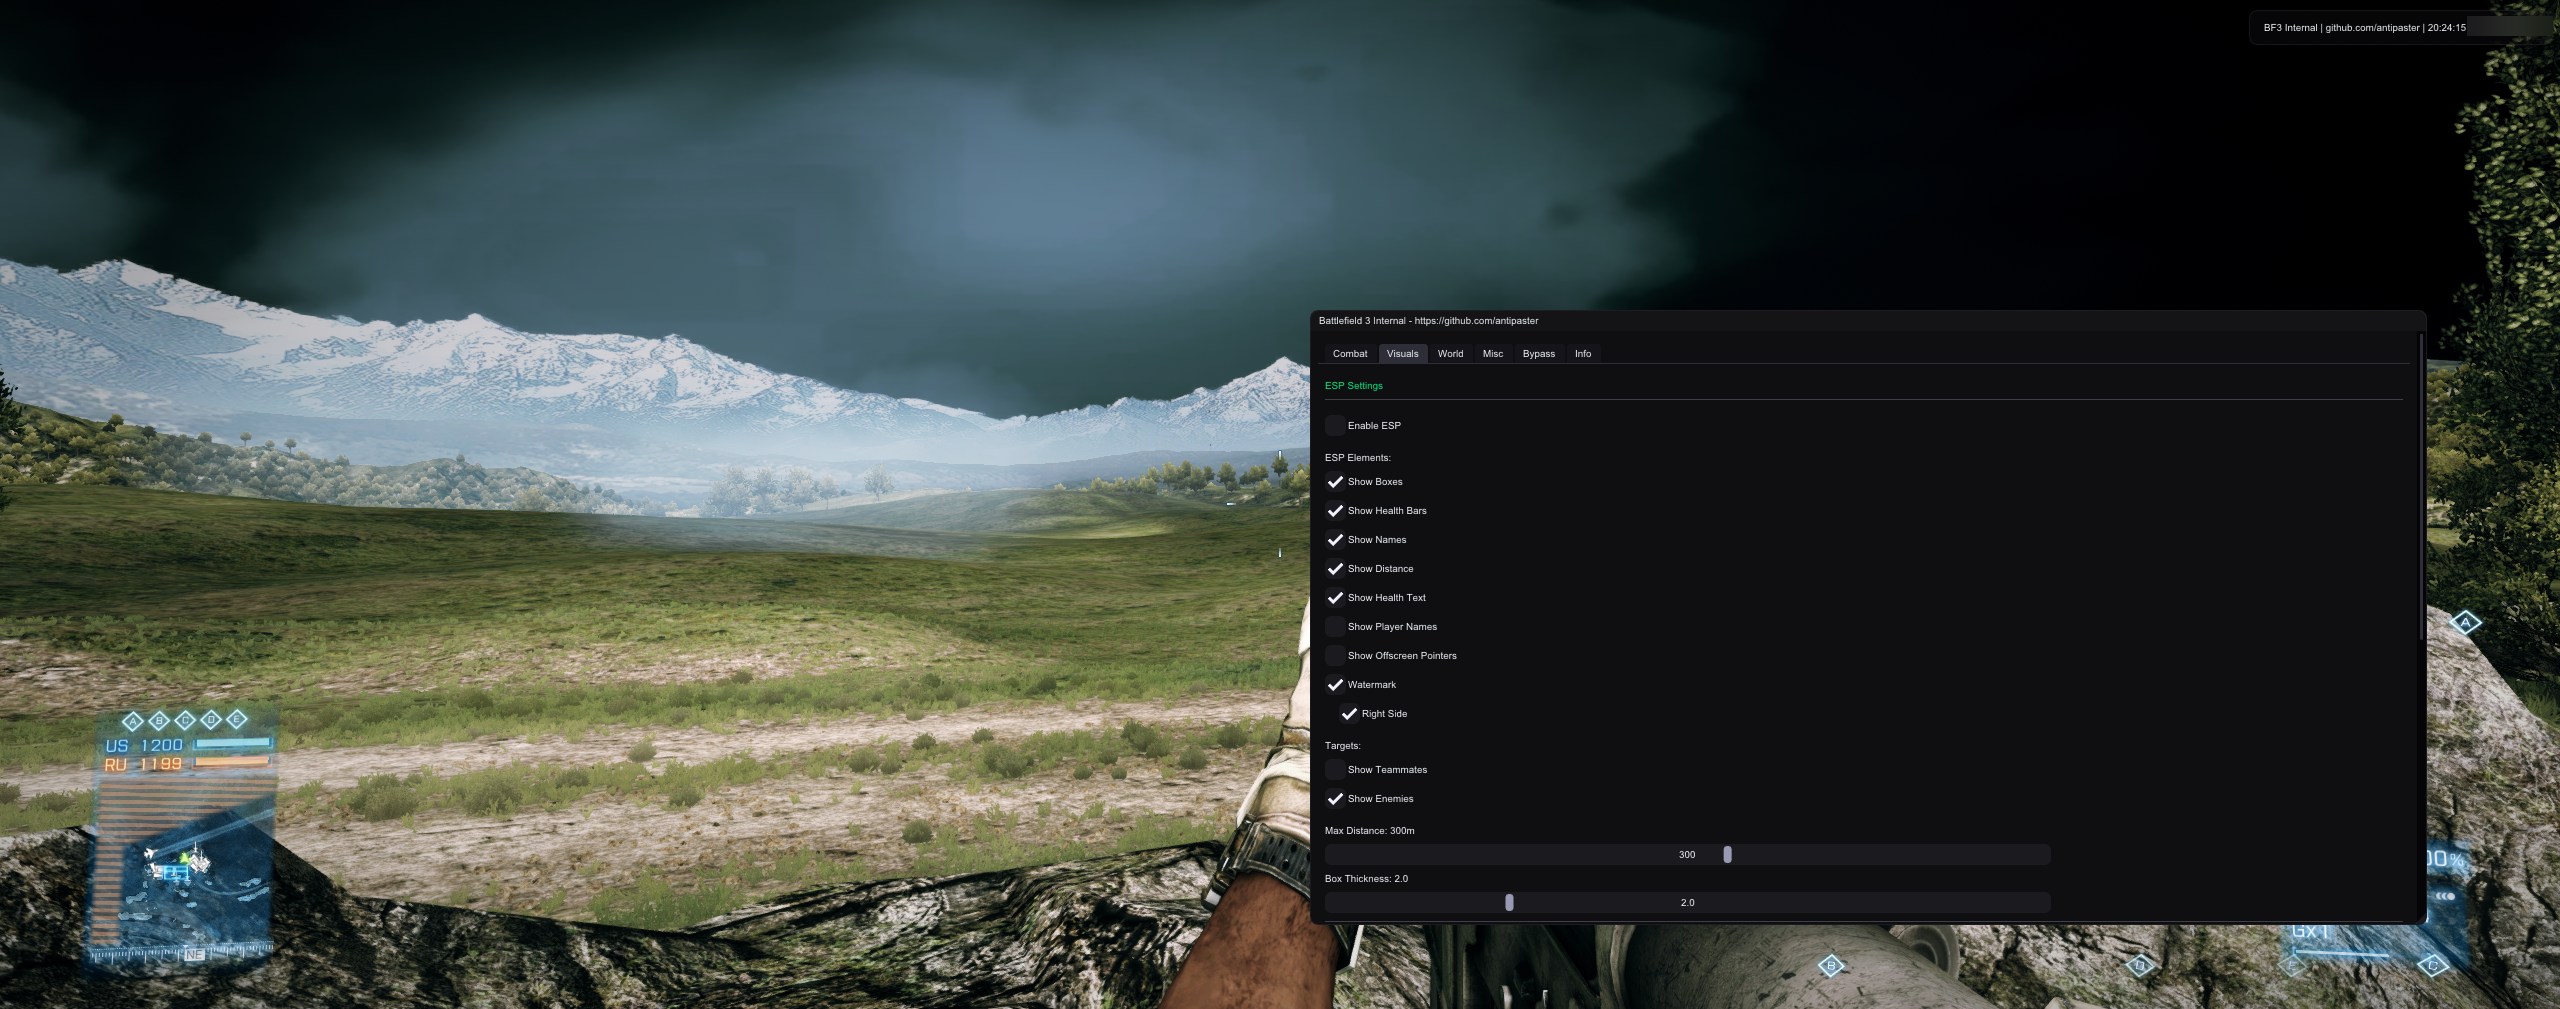 BF3 Internal | github.com/antipaster | 20:24:15
Battlefield 3 Internal - https://github.com/antipaster
Combat Visuals World Misc Bypass Info
ESP Settings
Enable ESP
ESP Elements:
Show Boxes
Show Health Bars
Show Names
Show Distance
Show Health Text
Show Player Names
Show Offscreen Pointers
Watermark
Right Side
Targets:
Show Teammates
Show Enemies
Max Distance: 300m
300
Box Thickness: 2.0
2.0
A
A B C D E
US 1200
RU 1199
NE
B
D
E
C